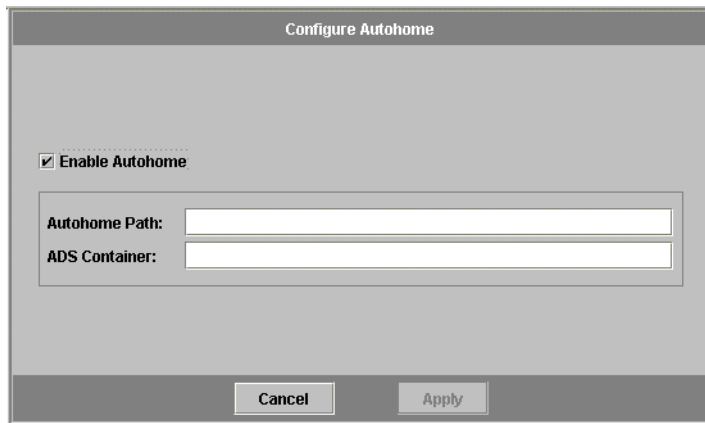 Configure Autohome
Enable Autohome
Autohome Path:
ADS Container:
Cancel Apply